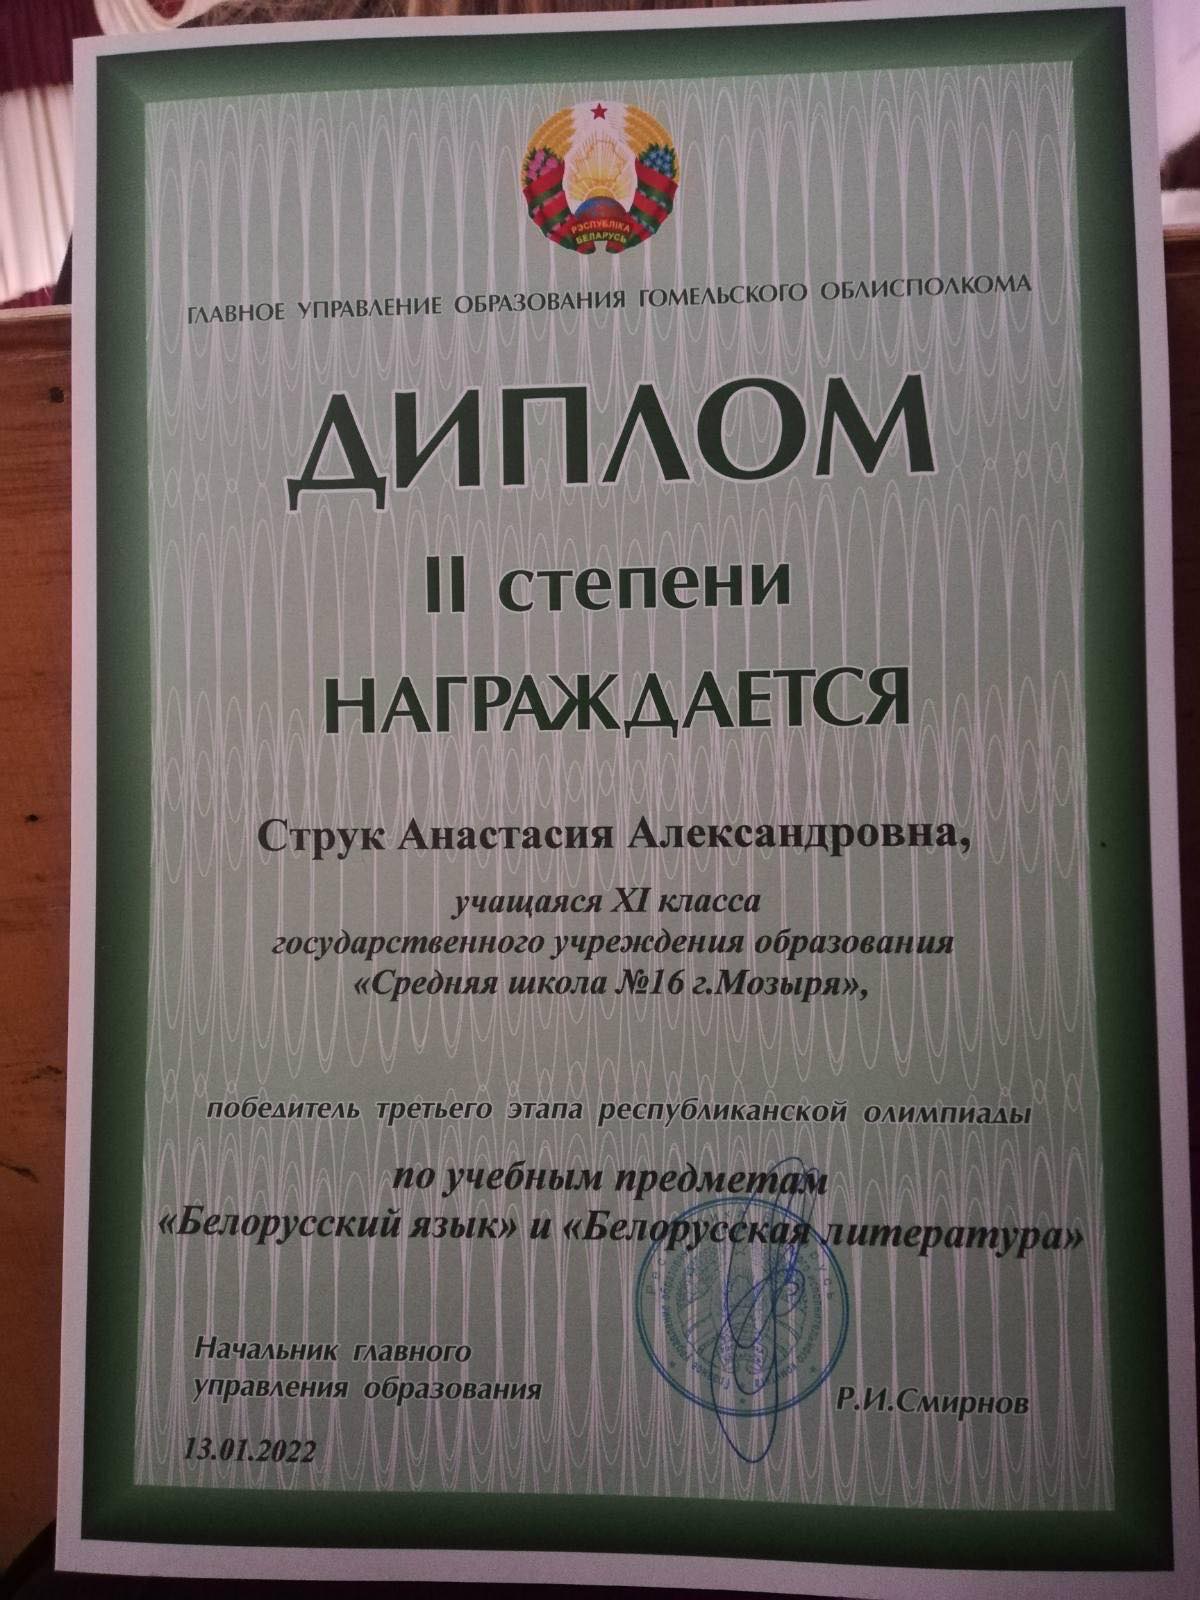 РЭСПУБЛІКА
БЕЛАРУСЬ
ГЛАВНОЕ УПРАВЛЕНИЕ ОБРАЗОВАНИЯ ГОМЕЛЬСКОГО ОБЛИСПОЛКОМА
ДИПЛОМ
II степени
НАГРАЖДАЕТСЯ
Струк Анастасия Александровна,
учащаяся XI класса
государственного учреждения образования
«Средняя школа №16 г.Мозыря»,
победитель третьего этапа республиканской олимпиады
по учебным предметам
«Белорусский язык» и «Белорусская литература»
Начальник главного
управления образования
Р.И.Смирнов
13.01.2022